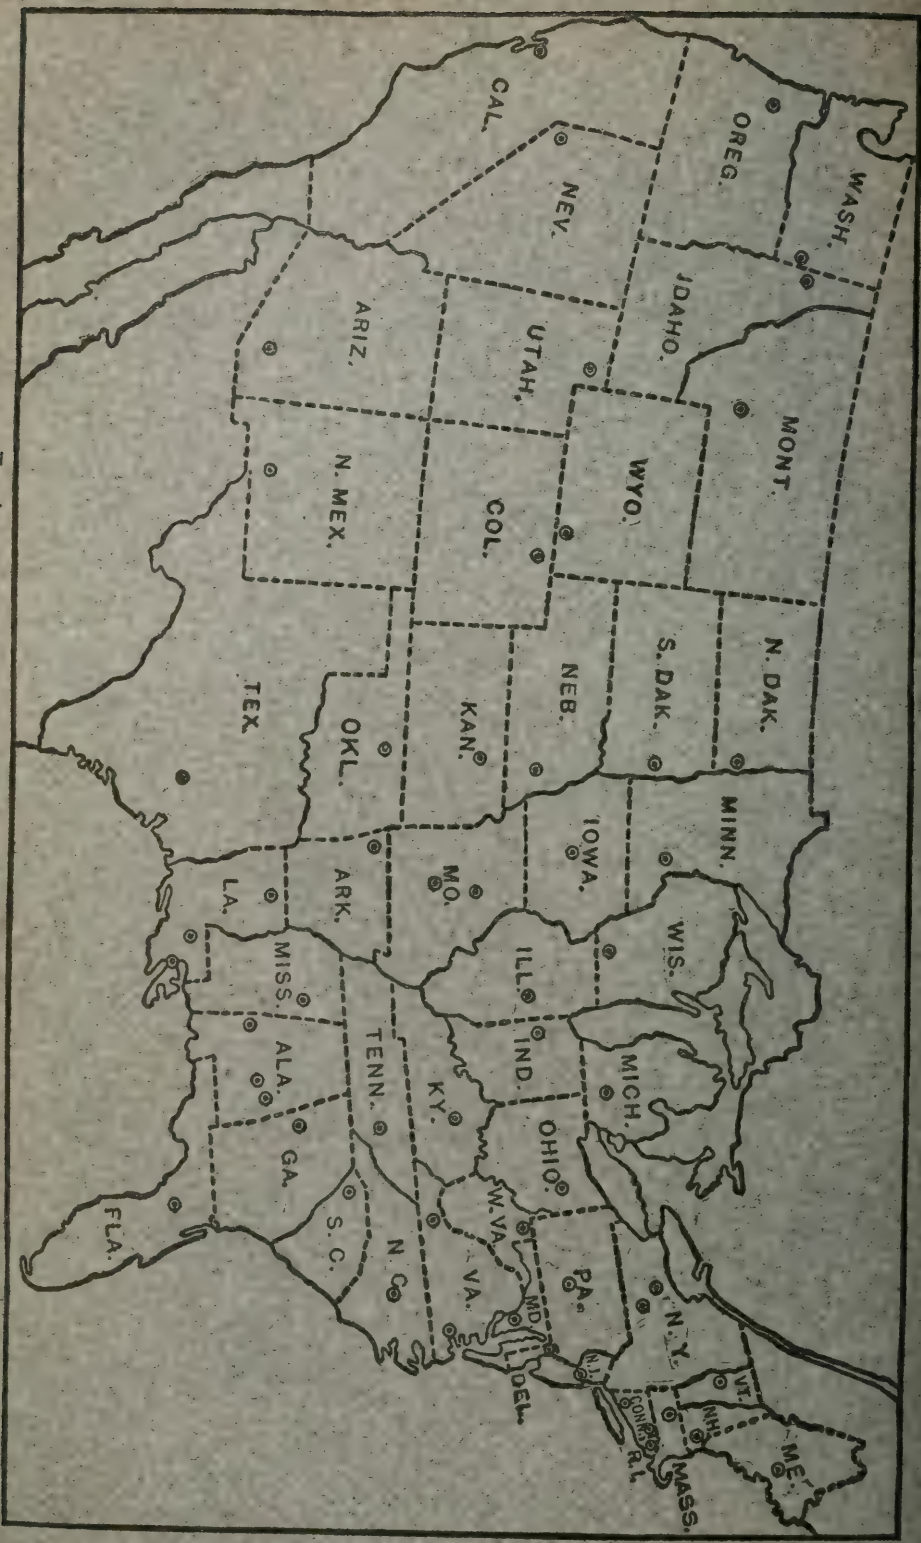 WASH.
OREG.
CAL.
NEV.
IDAHO.
MONT.
WYO.
UTAH.
COL.
ARIZ.
N. MEX.
N. DAK.
S. DAK.
NEB.
KAN.
OKL.
TEX.
MINN.
IOWA.
MO.
ARK.
LA.
WIS.
ILL.
IND.
MICH.
OHIO.
KY.
TENN.
MISS.
ALA.
GA.
FLA.
S. C.
N. C.
VA.
W. VA.
MD.
DEL.
PA.
N. J.
N. Y.
CONN.
R. I.
MASS.
VT.
N.H.
ME.